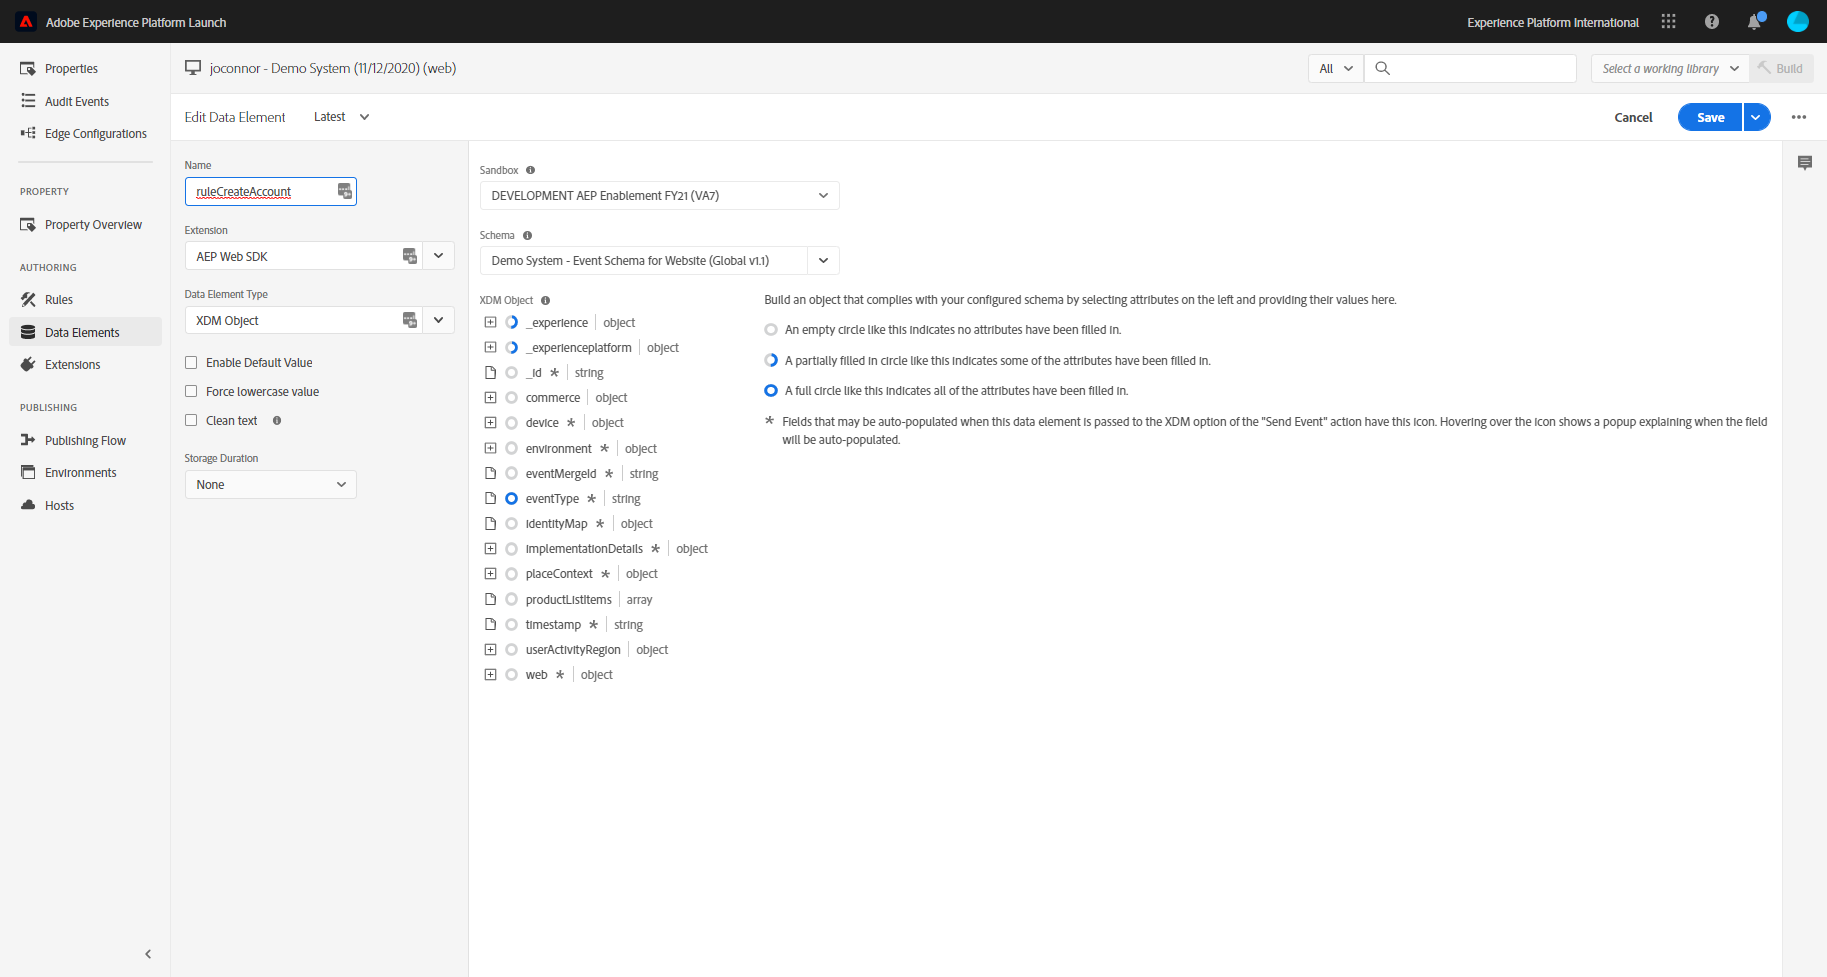 Adobe Experience Platform Launch
Experience Platform International
Properties
Audit Events
Edge Configurations
PROPERTY
Property Overview
AUTHORING
Rules
Data Elements
Extensions
PUBLISHING
Publishing Flow
Environments
Hosts
joconnor - Demo System (11/12/2020) (web)
All
Select a working library
Build
Edit Data Element
Latest
Cancel
Save
Name
ruleCreateAccount
Extension
AEP Web SDK
Data Element Type
XDM Object
Enable Default Value
Force lowercase value
Clean text
Storage Duration
None
Sandbox
DEVELOPMENT AEP Enablement FY21 (VA7)
Schema
Demo System - Event Schema for Website (Global v1.1)
XDM Object
_experience | object
_experienceplatform | object
_id * | string
commerce | object
device * | object
environment * | object
eventMergeId * | string
eventType * | string
identityMap * | object
implementationDetails * | object
placeContext * | object
productListItems | array
timestamp * | string
userActivityRegion | object
web * | object
Build an object that complies with your configured schema by selecting attributes on the left and providing their values here.
An empty circle like this indicates no attributes have been filled in.
A partially filled in circle like this indicates some of the attributes have been filled in.
A full circle like this indicates all of the attributes have been filled in.
* Fields that may be auto-populated when this data element is passed to the XDM option of the "Send Event" action have this icon. Hovering over the icon shows a popup explaining when the field
will be auto-populated.